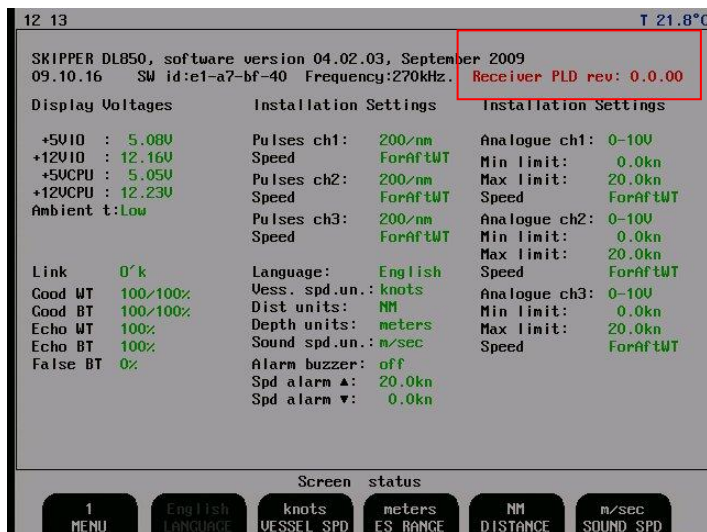 12 13 T 21.8°C
SKIPPER DL850, software version 04.02.03, September 2009
09.10.16 SW id:e1-a7-bf-40 Frequency:270kHz. Receiver PLD rev: 0.0.00
Display Voltages Installation Settings Installation Settings
+5VIO : 5.08V Pulses ch1: 200/nm Analogue ch1: 0-10V
+12VIO : 12.16V Speed ForAftWT Min limit: 0.0kn
+5VCPU : 5.05V Pulses ch2: 200/nm Max limit: 20.0kn
+12VCPU : 12.23V Speed ForAftWT Speed ForAftWT
Ambient t:Low Pulses ch3: 200/nm Analogue ch2: 0-10V
Speed ForAftWT Min limit: 0.0kn
Max limit: 20.0kn
Link O´k Language: English Speed ForAftWT
Good WT 100/100% Vess. spd.un.: knots Analogue ch3: 0-10V
Good BT 100/100% Dist units: NM Min limit: 0.0kn
Echo WT 100% Depth units: meters Max limit: 20.0kn
Echo BT 100% Sound spd.un.: m/sec Speed ForAftWT
False BT 0% Alarm buzzer: off
Spd alarm ▲: 20.0kn
Spd alarm ▼: 0.0kn
Screen status
1 English knots meters NM m/sec
MENU LANGUAGE VESSEL SPD ES RANGE DISTANCE SOUND SPD